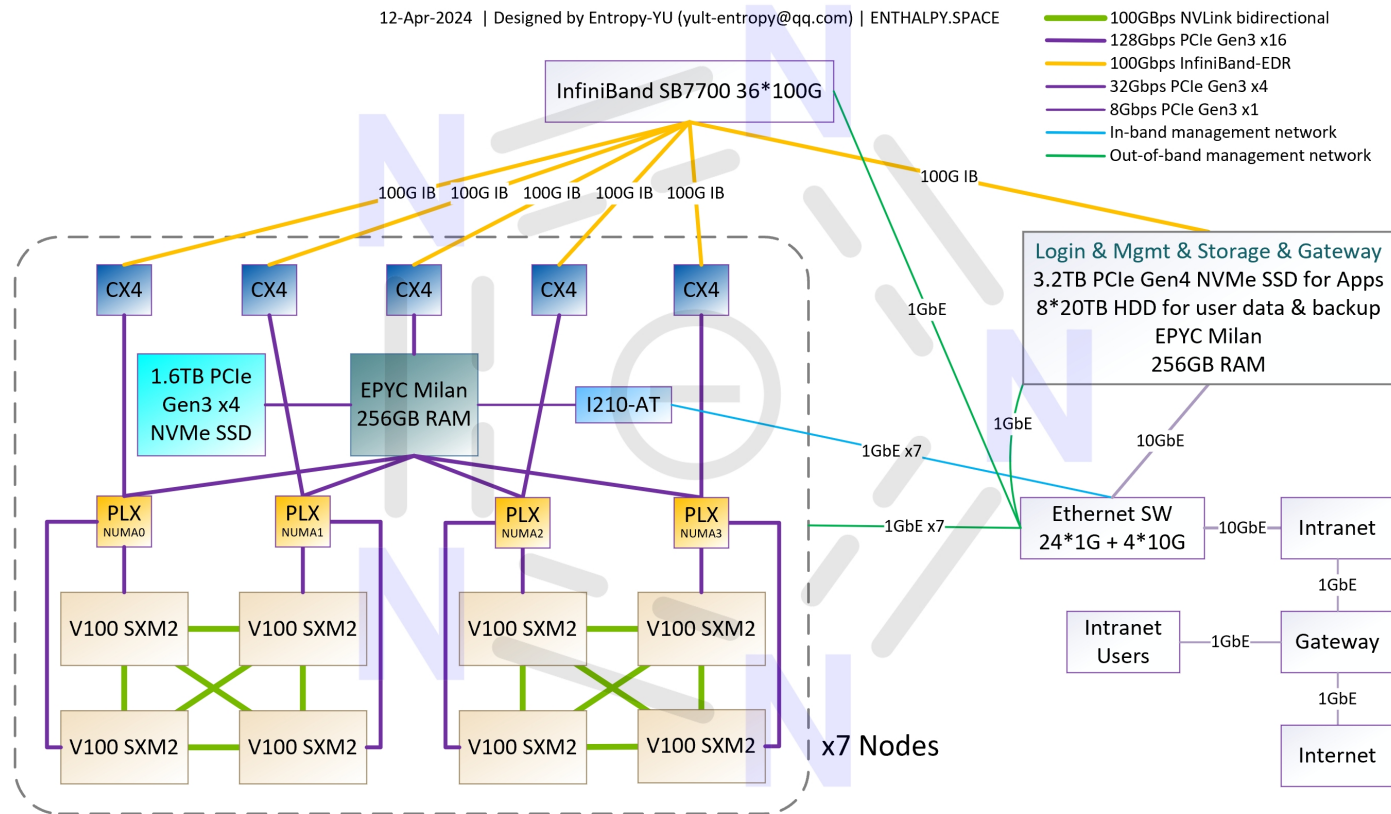 12-Apr-2024 | Designed by Entropy-YU (yult-entropy@qq.com) | ENTHALPY.SPACE
100GBps NVLink bidirectional
128Gbps PCIe Gen3 x16
100Gbps InfiniBand-EDR
32Gbps PCIe Gen3 x4
8Gbps PCIe Gen3 x1
In-band management network
Out-of-band management network
InfiniBand SB7700 36*100G
100G IB
100G IB 100G IB 100G IB 100G IB 100G IB
Login & Mgmt & Storage & Gateway
3.2TB PCIe Gen4 NVMe SSD for Apps
8*20TB HDD for user data & backup
EPYC Milan
256GB RAM
CX4 CX4 CX4 CX4 CX4
1GbE
1.6TB PCIe
Gen3 x4
NVMe SSD
EPYC Milan
256GB RAM
I210-AT
1GbE
10GbE
1GbE x7
PLX
NUMA0
PLX
NUMA1
PLX
NUMA2
PLX
NUMA3
1GbE x7
Ethernet SW
24*1G + 4*10G
10GbE
Intranet
1GbE
V100 SXM2 V100 SXM2 V100 SXM2 V100 SXM2
Intranet
Users
1GbE
Gateway
1GbE
V100 SXM2 V100 SXM2 V100 SXM2 V100 SXM2
x7 Nodes
Internet
N
N
N
N
N
N